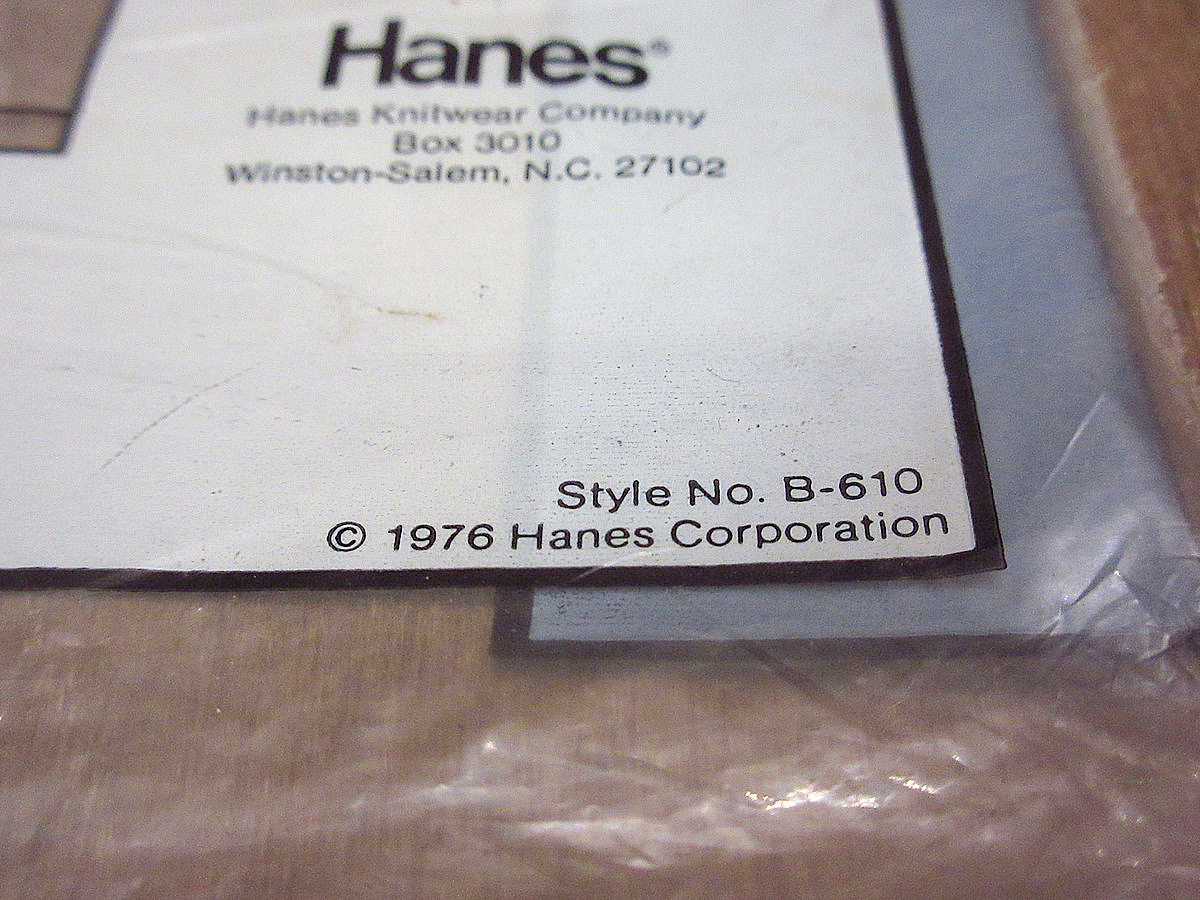 Hanes®
Hanes Knitwear Company
Box 3010
Winston-Salem, N.C. 27102
Style No. B-610
© 1976 Hanes Corporation